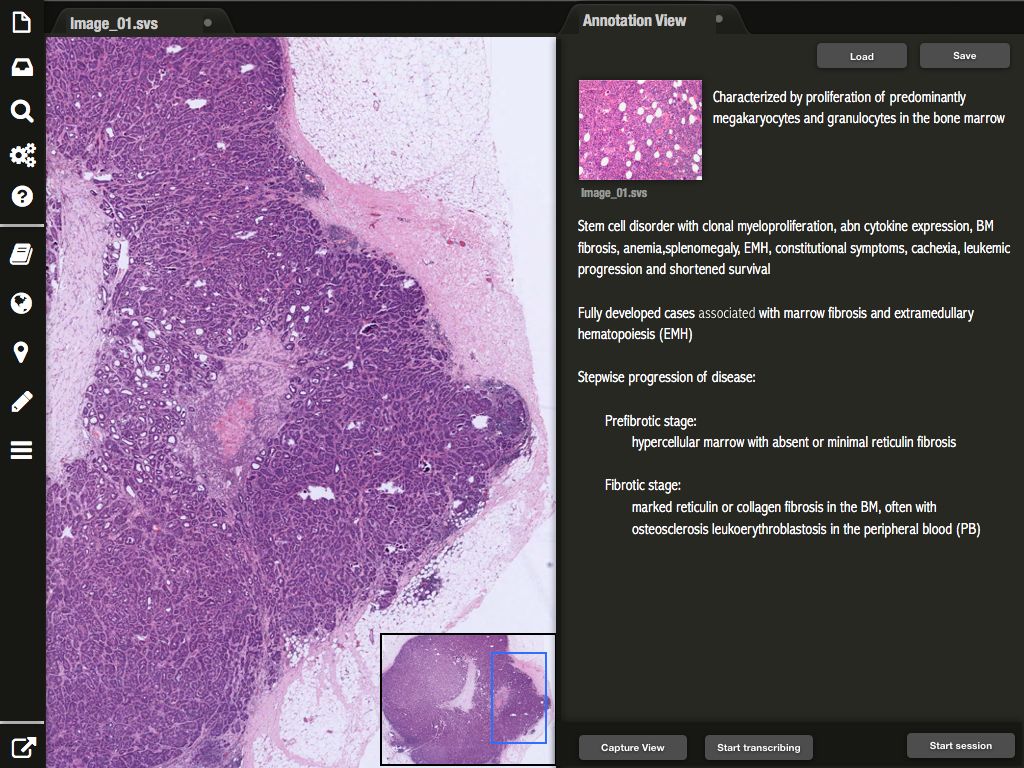 Image_01.svs
Annotation View
Load
Save
Characterized by proliferation of predominantly
megakaryocytes and granulocytes in the bone marrow
Image_01.svs
Stem cell disorder with clonal myeloproliferation, abn cytokine expression, BM
fibrosis, anemia,splenomegaly, EMH, constitutional symptoms, cachexia, leukemic
progression and shortened survival
Fully developed cases associated with marrow fibrosis and extramedullary
hematopoiesis (EMH)
Stepwise progression of disease:
Prefibrotic stage:
hypercellular marrow with absent or minimal reticulin fibrosis
Fibrotic stage:
marked reticulin or collagen fibrosis in the BM, often with
osteosclerosis leukoerythroblastosis in the peripheral blood (PB)
Capture View
Start transcribing
Start session